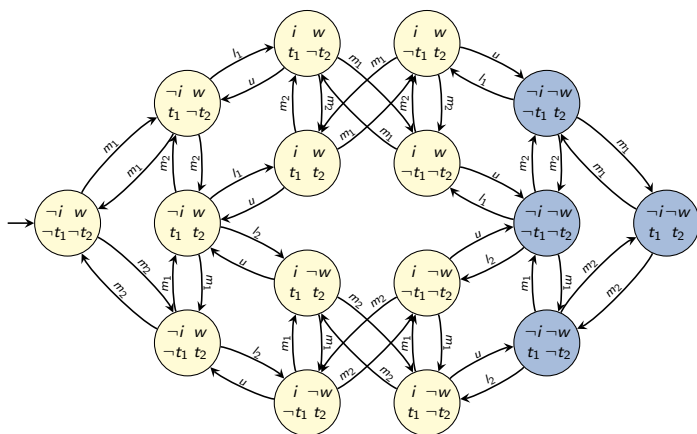 i w
t₁ ¬t₂
i w
¬t₁ t₂
l₁
u
m₁
m₁
u
l₁
¬i w
t₁ ¬t₂
m₂
m₂
m₂
m₂
¬i ¬w
¬t₁ t₂
m₁
m₁
m₁
m₁
m₂
m₂
l₁
u
i w
t₁ t₂
m₁
m₁
i w
¬t₁ ¬t₂
u
l₁
m₂
m₂
¬i w
¬t₁ ¬t₂
¬i w
t₁ t₂
¬i ¬w
¬t₁ ¬t₂
¬i ¬w
t₁ t₂
m₂
m₂
l₂
u
u
l₂
m₁
m₁
i ¬w
t₁ t₂
m₂
m₂
i ¬w
¬t₁ ¬t₂
m₁
m₁
m₂
m₂
¬i w
¬t₁ t₂
m₁
m₁
m₁
m₁
¬i ¬w
t₁ ¬t₂
l₂
u
m₂
m₂
u
l₂
i ¬w
¬t₁ t₂
i ¬w
t₁ ¬t₂